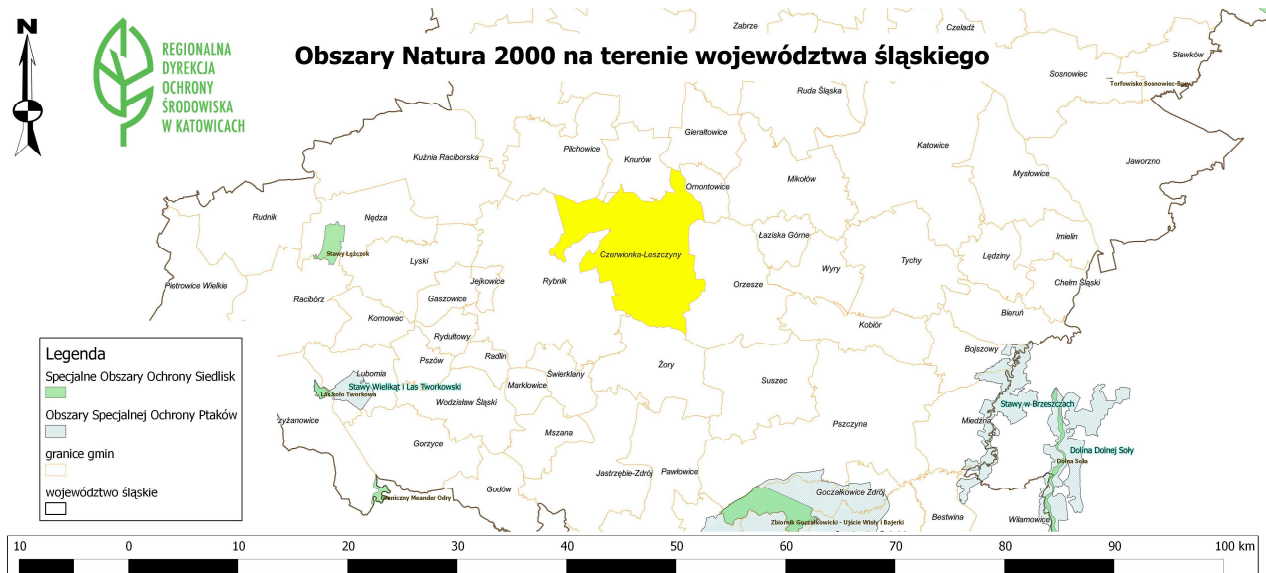 N
REGIONALNA
DYREKCJA
OCHRONY
ŚRODOWISKA
W KATOWICACH
Obszary Natura 2000 na terenie województwa śląskiego
Zabrze
Czeladź
Sławków
Sosnowiec
Torfowisko Sosnowiec-Bory
Ruda Śląska
Gierałtowice
Katowice
Pilchowice
Knurów
Kuźnia Raciborska
Jaworzno
Mysłowice
Mikołów
Ornontowice
Rudnik
Nędza
Łaziska Górne
Imielin
Stawy Łężczok
Czerwionka-Leszczyny
Lyski
Tychy
Lędziny
Wyry
Pietrowice Wielkie
Jejkowice
Rybnik
Orzesze
Chełm Śląski
Racibórz
Gaszowice
Kornowac
Bieruń
Kobiór
Rydułtowy
Bojszowy
Legenda
Specjalne Obszary Ochrony Siedlisk
Obszary Specjalnej Ochrony Ptaków
granice gmin
województwo śląskie
Pszów
Radlin
Żory
Lubomia
Świerklany
Suszec
Stawy Wielikąt i Las Tworkowski
Marklowice
Las koło Tworkowa
Wodzisław Śląski
Stawy w Brzeszczach
Miedźna
rzyżanowice
Pszczyna
Mszana
Gorzyce
Dolina Dolnej Soły
Dolna Soła
Jastrzębie-Zdrój
Pawłowice
Godów
Goczałkowice Zdrój
Graniczny Meander Odry
Bestwina
Wilamowice
Zbiornik Goczałkowicki - Ujście Wisły i Bajerki
10 0 10 20 30 40 50 60 70 80 90 100 km